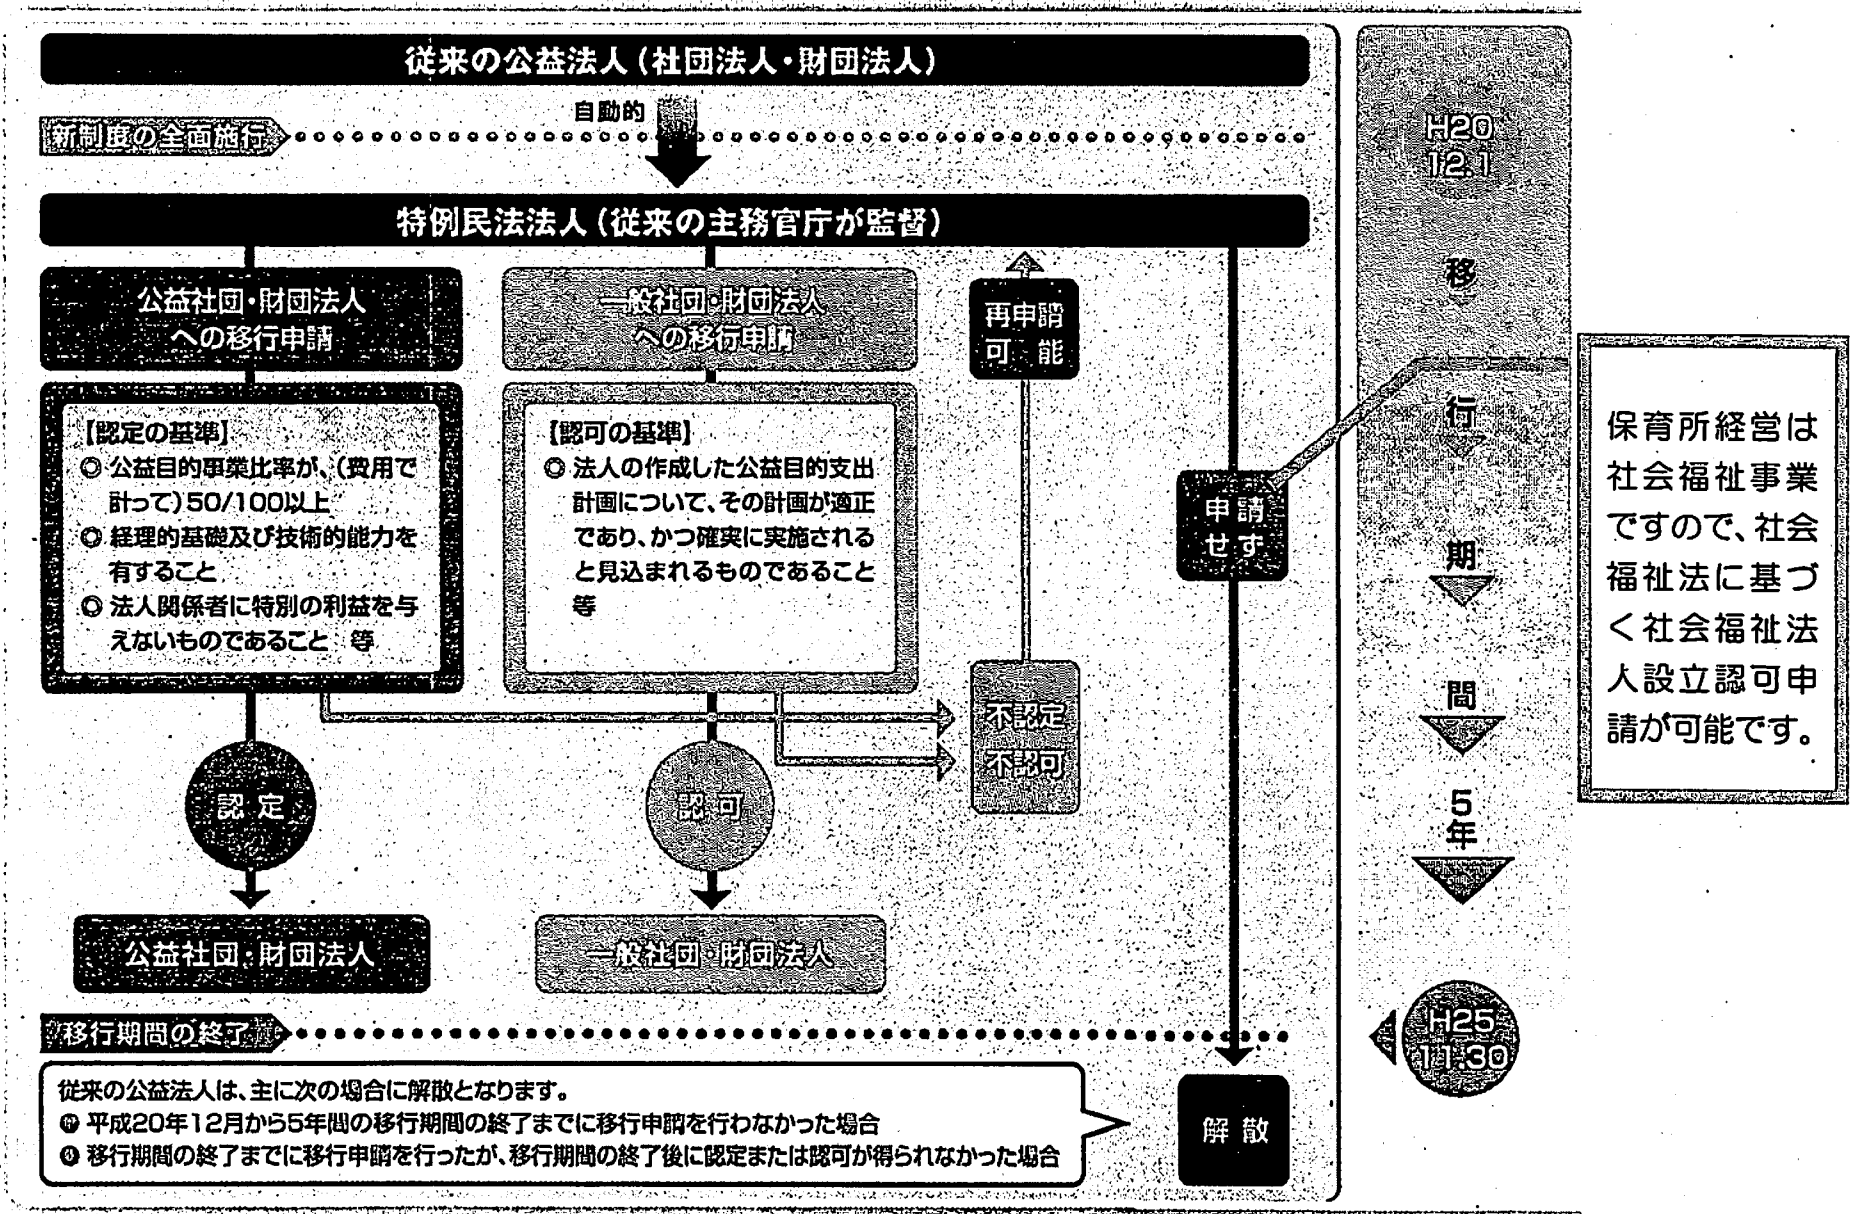 従来の公益法人(社団法人・財団法人)
自動的
新制度の全面施行
H20
12.1
特例民法法人(従来の主務官庁が監督)
公益社団・財団法人
への移行申請
一般社団・財団法人
への移行申請
再申請
可 能
【認定の基準】
◎ 公益目的事業比率が、(費用で
計って)50/100以上
◎ 経理的基礎及び技術的能力を
有すること
◎ 法人関係者に特別の利益を与
えないものであること 等
【認可の基準】
◎ 法人の作成した公益目的支出
計画について、その計画が適正
であり、かつ確実に実施される
と見込まれるものであること
等
申 請
せ ず
不認定
不認可
認 定
認 可
公益社団・財団法人
一般社団・財団法人
移
行
期
間
5
年
保育所経営は
社会福祉事業
ですので、社会
福祉法に基づ
く社会福祉法
人設立認可申
請が可能です。
移行期間の終了
H25
11.30
従来の公益法人は、主に次の場合に解散となります。
平成20年12月から5年間の移行期間の終了までに移行申請を行わなかった場合
移行期間の終了までに移行申請を行ったが、移行期間の終了後に認定または認可が得られなかった場合
解 散